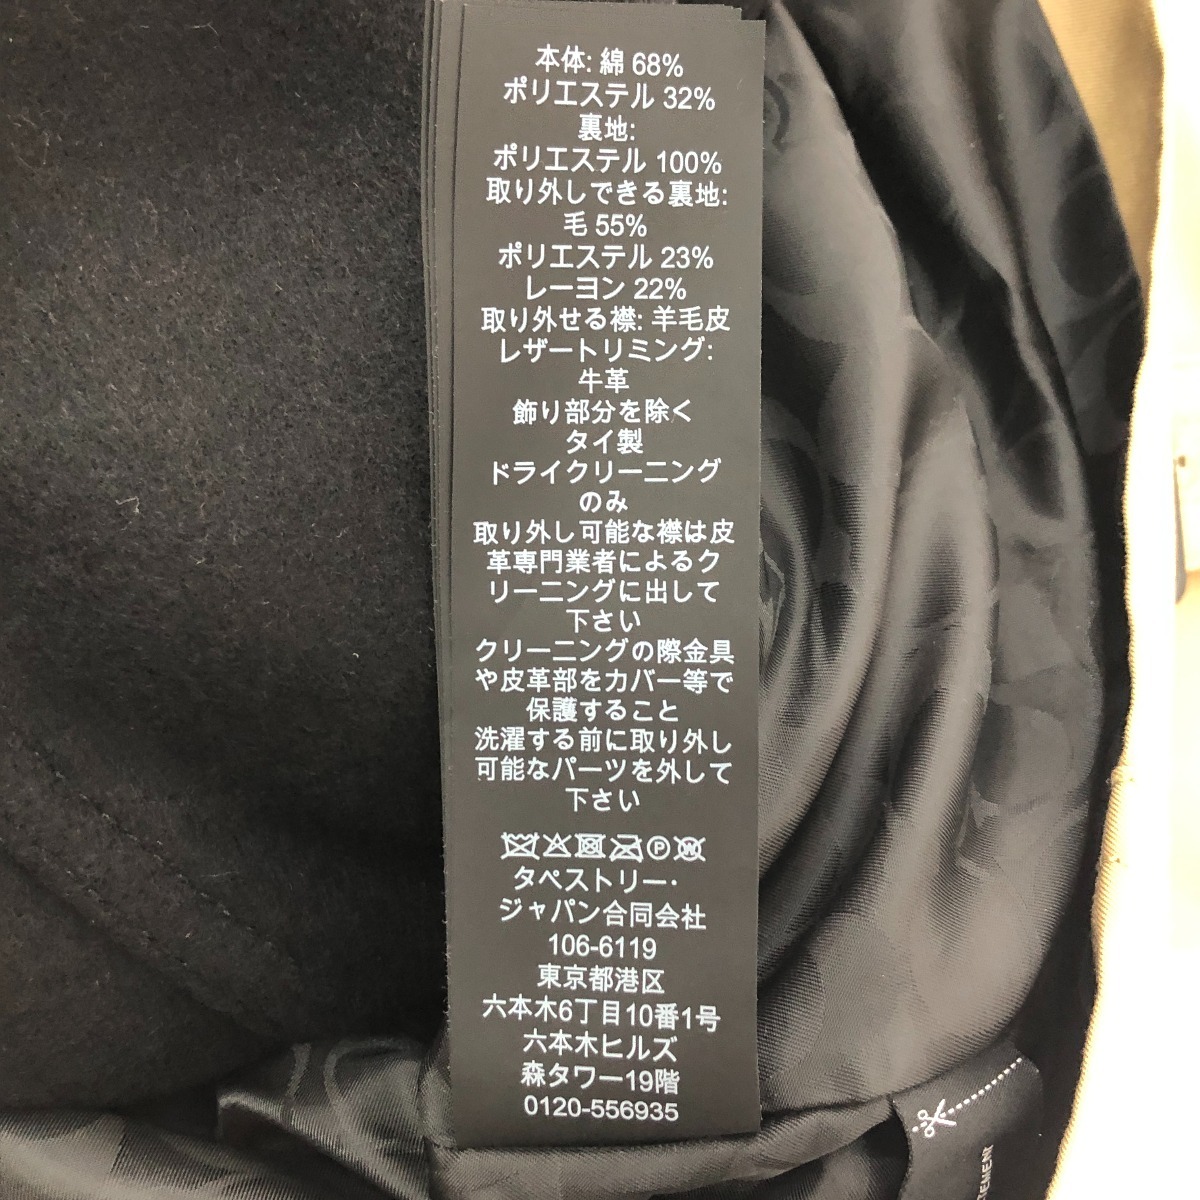 本体: 綿 68%
ポリエステル 32%
裏地:
ポリエステル 100%
取り外しできる裏地:
毛 55%
ポリエステル 23%
レーヨン 22%
取り外せる襟: 羊毛皮
レザートリミング:
牛革
飾り部分を除く
タイ製
ドライクリーニング
のみ
取り外し可能な襟は皮
革専門業者によるク
リーニングに出して
下さい
クリーニングの際金具
や皮革部をカバー等で
保護すること
洗濯する前に取り外し
可能なパーツを外して
下さい
P W
タペストリー・
ジャパン合同会社
106-6119
東京都港区
六本木6丁目10番1号
六本木ヒルズ
森タワー19階
0120-556935